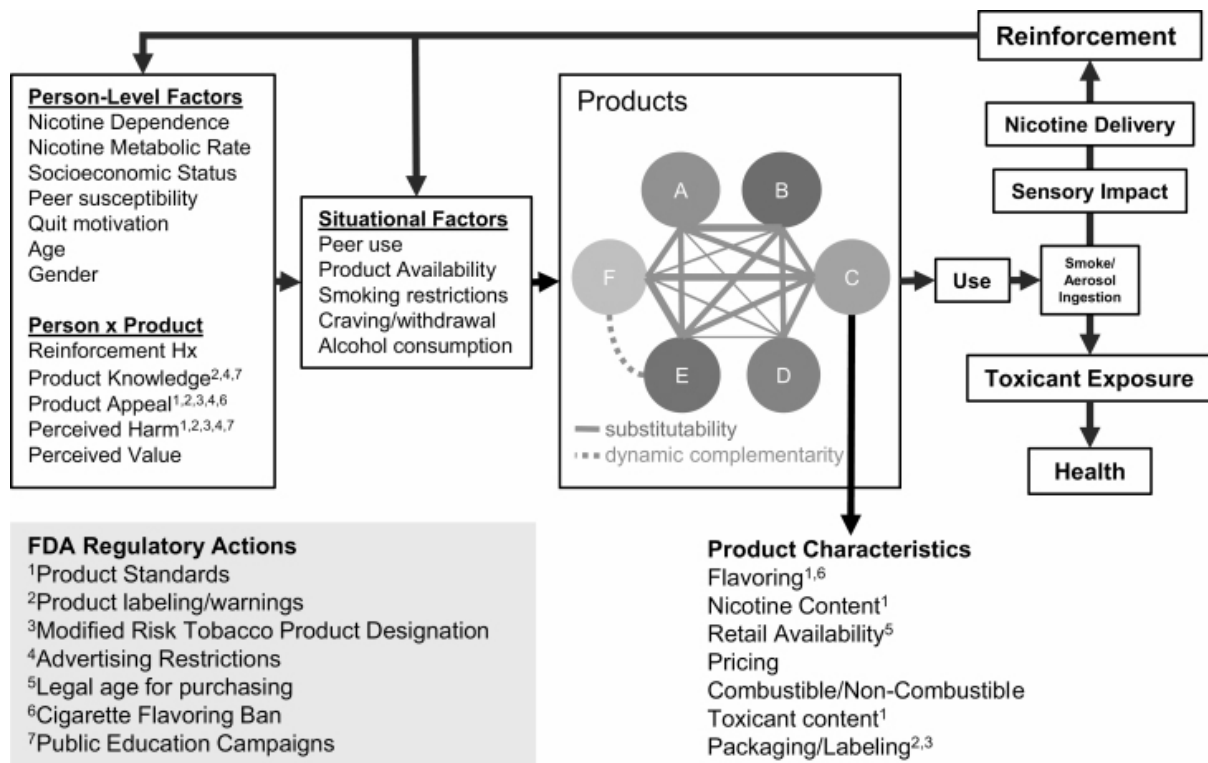 Reinforcement
Person-Level Factors
Nicotine Dependence
Nicotine Metabolic Rate
Socioeconomic Status
Peer susceptibility
Quit motivation
Age
Gender
Person x Product
Reinforcement Hx
Product Knowledge2,4,7
Product Appeal1,2,3,4,6
Perceived Harm1,2,3,4,7
Perceived Value
Situational Factors
Peer use
Product Availability
Smoking restrictions
Craving/withdrawal
Alcohol consumption
Products
A
B
F
C
E
D
substitutability
dynamic complementarity
Use
Nicotine Delivery
Sensory Impact
Smoke/
Aerosol
Ingestion
Toxicant Exposure
Health
FDA Regulatory Actions
1Product Standards
2Product labeling/warnings
3Modified Risk Tobacco Product Designation
4Advertising Restrictions
5Legal age for purchasing
6Cigarette Flavoring Ban
7Public Education Campaigns
Product Characteristics
Flavoring1,6
Nicotine Content1
Retail Availability5
Pricing
Combustible/Non-Combustible
Toxicant content1
Packaging/Labeling2,3